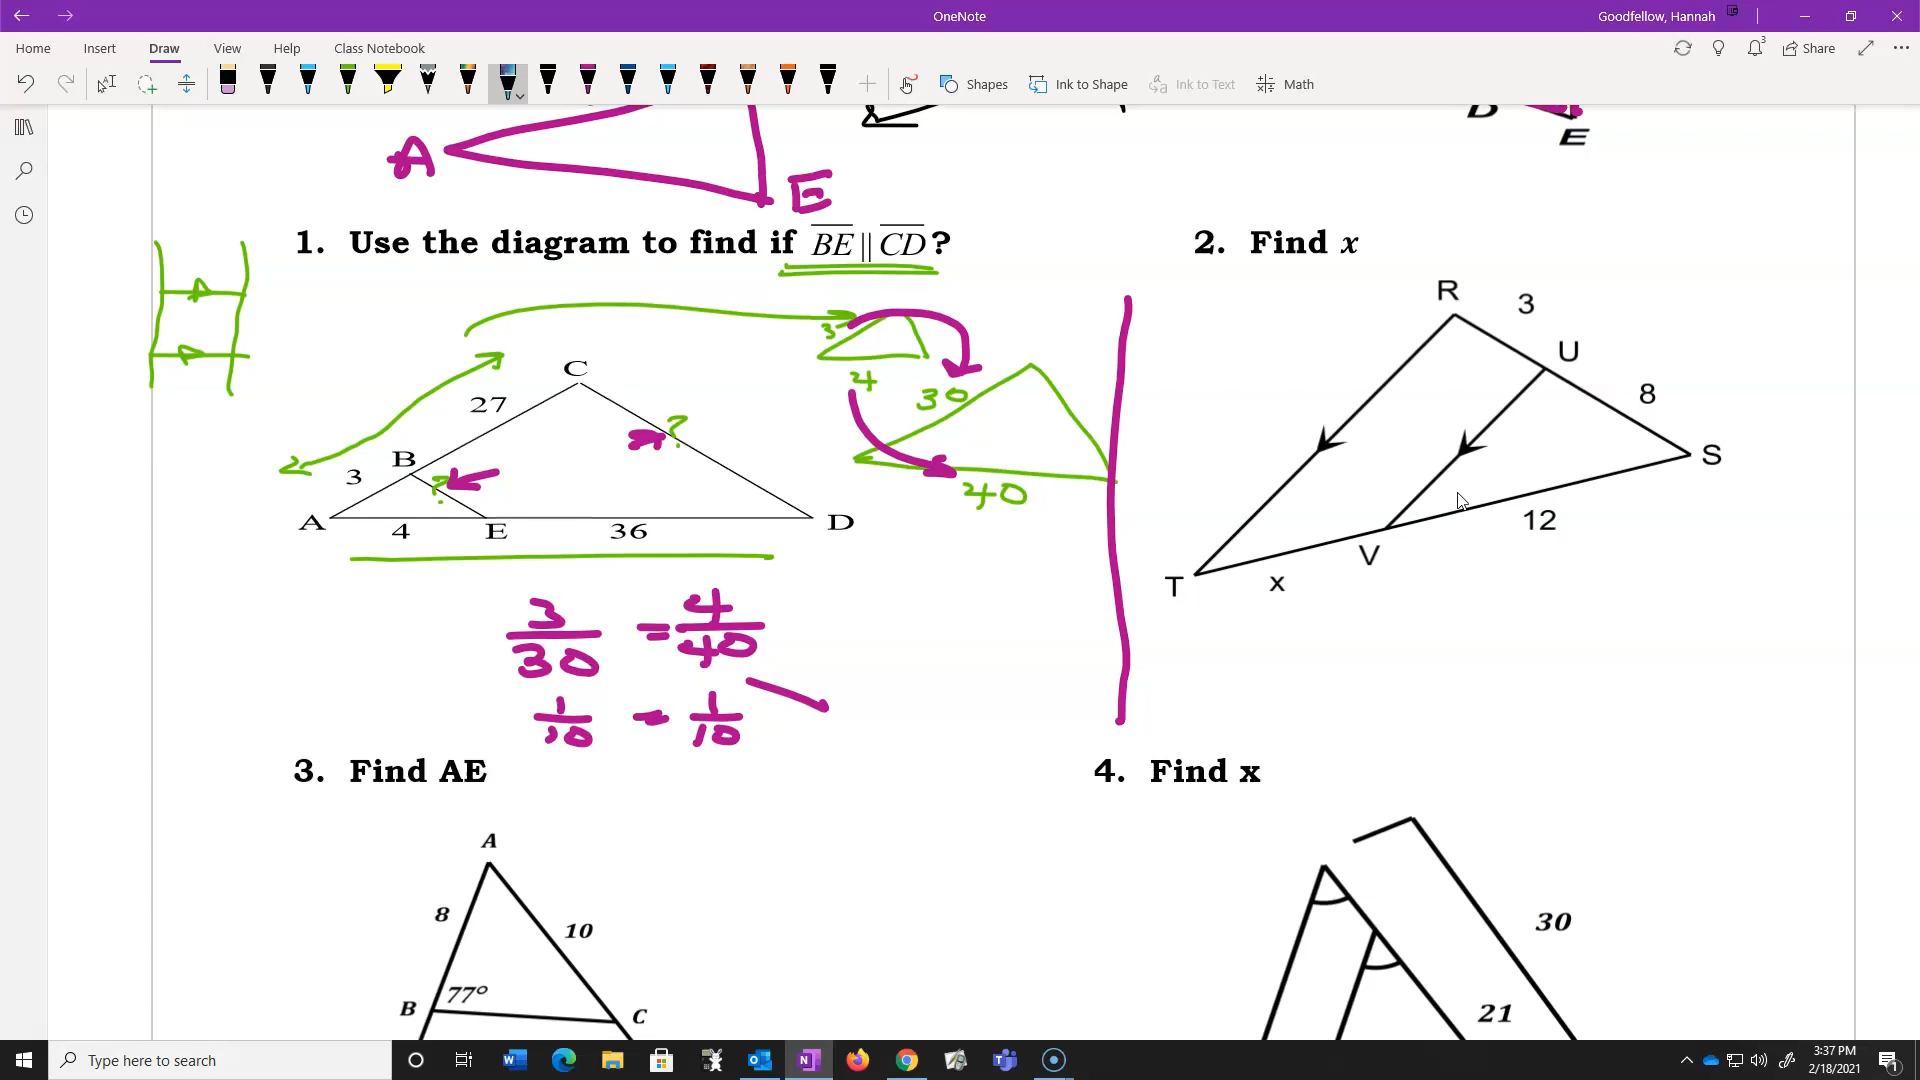 OneNote
Goodfellow, Hannah
Home Insert Draw View Help Class Notebook
3
Share
Shapes Ink to Shape Ink to Text Math
A
E
D
E
1. Use the diagram to find if BE || CD ?
2. Find x
3
4
30
40
C
27
?
B
3
?
A 4 E 36 D
R 3
U
8
S
12
V
T x
3/30 = 4/40
1/10 = 1/10
3. Find AE
4. Find x
A
8
10
B 77° C
30
21
Type here to search
3:37 PM
2/18/2021
1